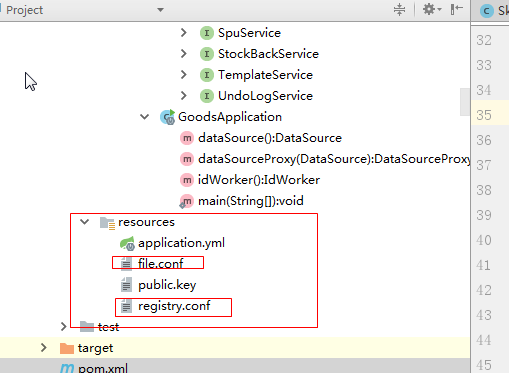 Project
Sk
SpuService
StockBackService
TemplateService
UndoLogService
GoodsApplication
dataSource():DataSource
dataSourceProxy(DataSource):DataSourceProxy
idWorker():IdWorker
main(String[]):void
resources
application.yml
file.conf
public.key
registry.conf
test
target
pom.xml
32
33
34
35
36
37
38
39
40
41
42
43
44
45